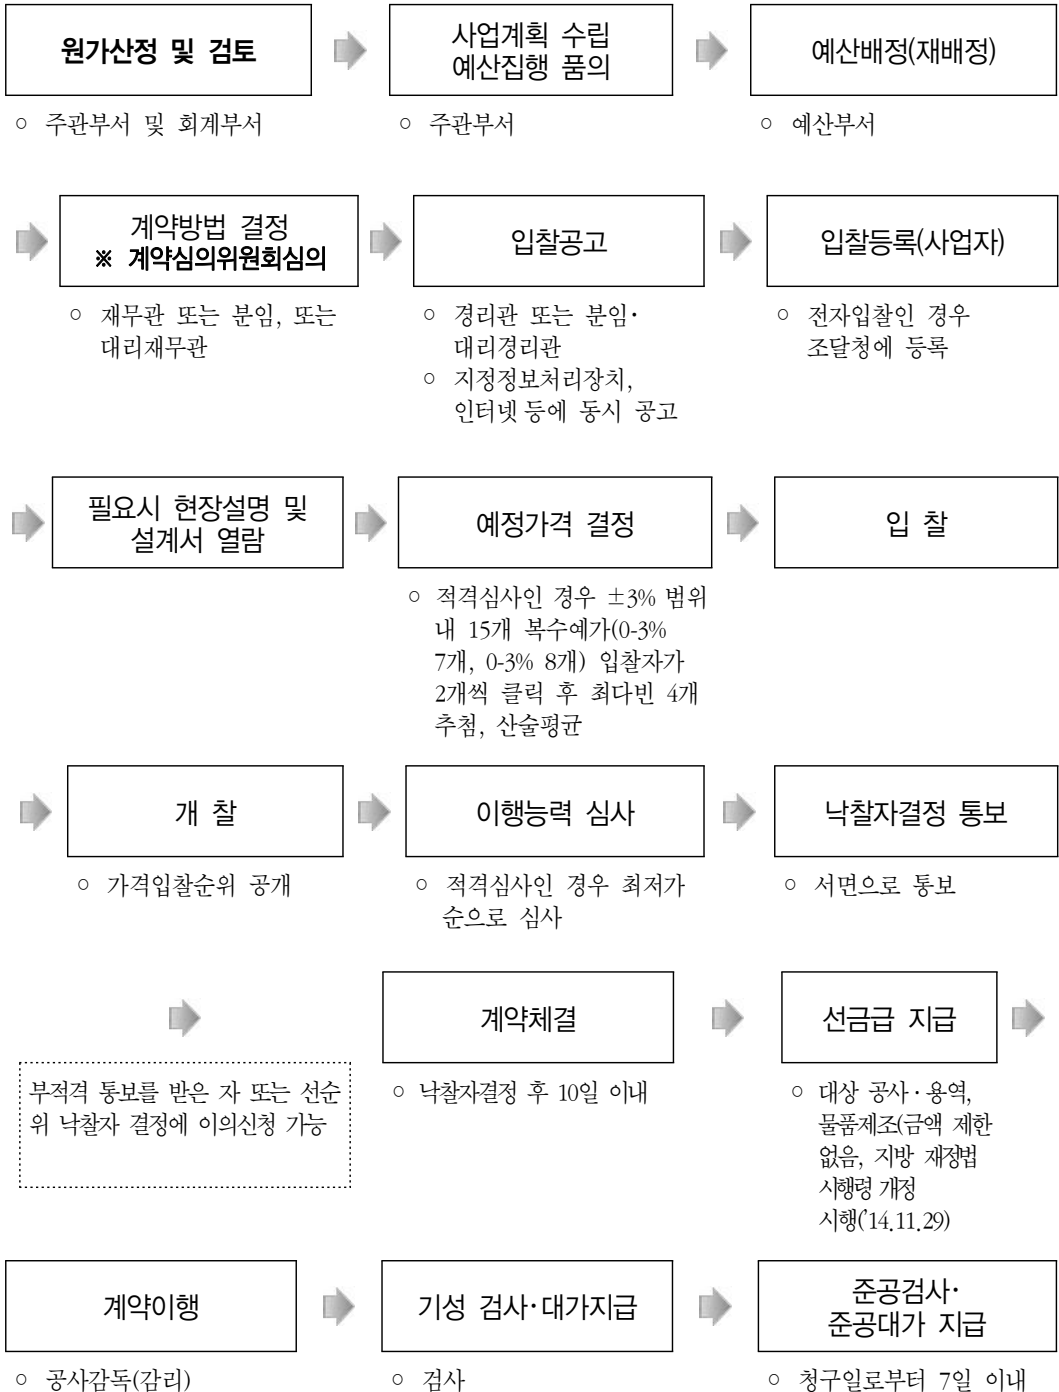 원가산정 및 검토
사업계획 수립
예산집행 품의
예산배정(재배정)
○ 주관부서 및 회계부서
○ 주관부서
○ 예산부서
계약방법 결정
※ 계약심의위원회심의
입찰공고
입찰등록(사업자)
○ 재무관 또는 분임, 또는
대리재무관
○ 경리관 또는 분임·
대리경리관
○ 지정정보처리장치,
인터넷 등에 동시 공고
○ 전자입찰인 경우
조달청에 등록
필요시 현장설명 및
설계서 열람
예정가격 결정
입 찰
○ 적격심사인 경우 ±3% 범위
내 15개 복수예가(0-3%
7개, 0-3% 8개) 입찰자가
2개씩 클릭 후 최다빈 4개
추첨, 산술평균
개 찰
이행능력 심사
낙찰자결정 통보
○ 가격입찰순위 공개
○ 적격심사인 경우 최저가
순으로 심사
○ 서면으로 통보
계약체결
선금급 지급
부적격 통보를 받은 자 또는 선순
위 낙찰자 결정에 이의신청 가능
○ 낙찰자결정 후 10일 이내
○ 대상 공사·용역,
물품제조(금액 제한
없음, 지방 재정법
시행령 개정
시행('14.11.29)
계약이행
기성 검사·대가지급
준공검사·
준공대가 지급
○ 공사감독(감리)
○ 검사
○ 청구일로부터 7일 이내